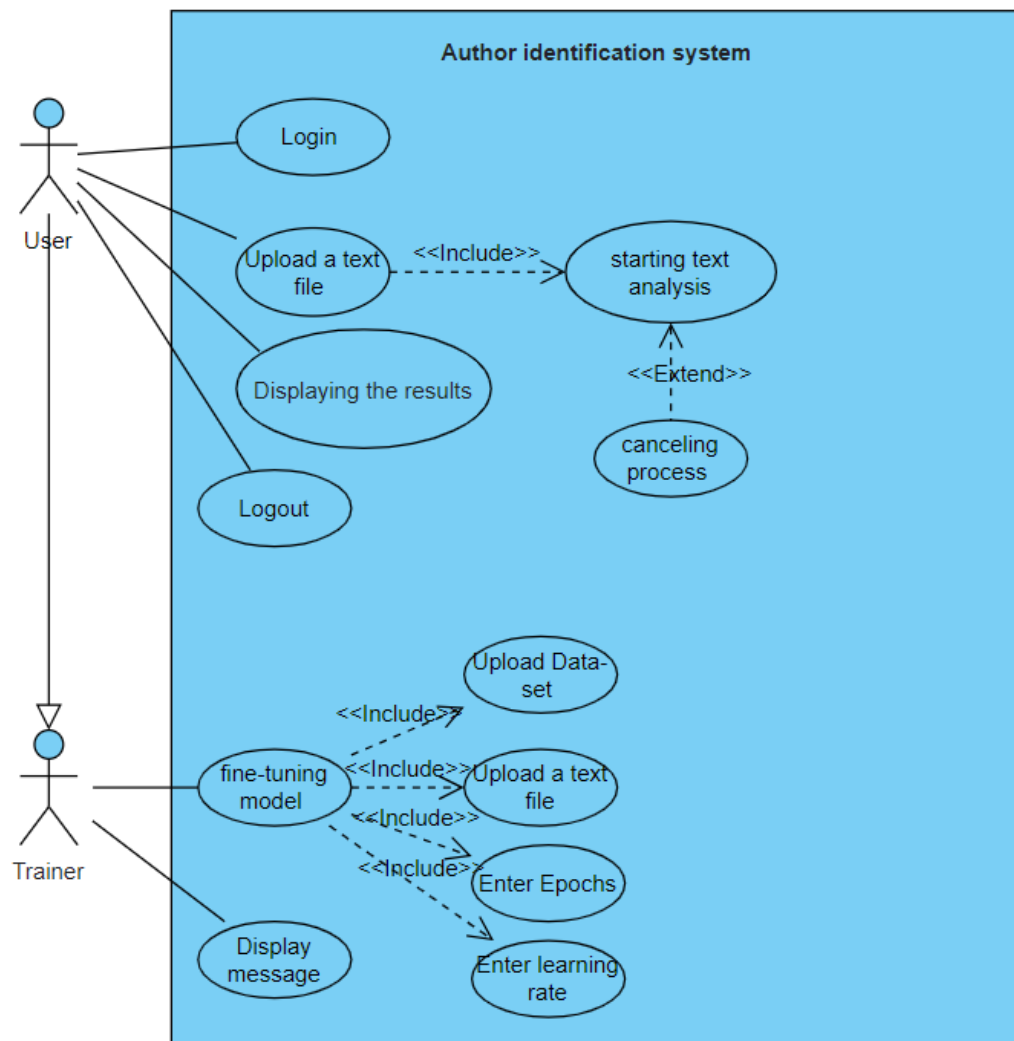 Author identification system
Login
User
Upload a text
file
<<Include>>
starting text
analysis
<<Extend>>
Displaying the results
canceling
process
Logout
Upload Data-
set
<<Include>>
fine-tuning
model
<<Include>>
Upload a text
file
<<Include>>
<<Include>>
Trainer
Enter Epochs
Display
message
Enter learning
rate